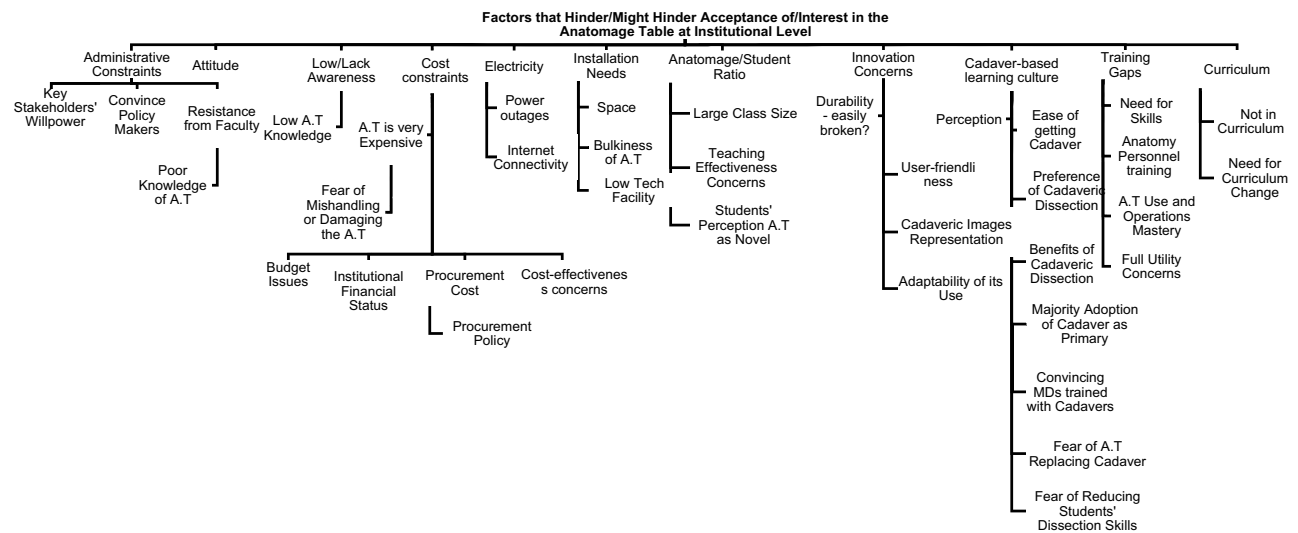 Factors that Hinder/Might Hinder Acceptance of/Interest in the
Anatomage Table at Institutional Level
Administrative
Constraints
Key
Stakeholders'
Willpower
Convince
Policy
Makers
Attitude
Resistance
from Faculty
Poor
Knowledge
of A.T
Low/Lack
Awareness
Low A.T
Knowledge
Cost
constraints
A.T is very
Expensive
Fear of
Mishandling
or Damaging
the A.T
Budget
Issues
Institutional
Financial
Status
Procurement
Cost
Procurement
Policy
Cost-effectivenes
s concerns
Electricity
Power
outages
Internet
Connectivity
Installation
Needs
Space
Bulkiness
of A.T
Low Tech
Facility
Anatomage/Student
Ratio
Large Class Size
Teaching
Effectiveness
Concerns
Students'
Perception A.T
as Novel
Innovation
Concerns
Durability
- easily
broken?
User-friendli
ness
Cadaveric Images
Representation
Adaptability of its
Use
Cadaver-based
learning culture
Perception
Ease of
getting
Cadaver
Preference
of Cadaveric
Dissection
Benefits of
Cadaveric
Dissection
Majority Adoption
of Cadaver as
Primary
Convincing
MDs trained
with Cadavers
Fear of A.T
Replacing Cadaver
Fear of Reducing
Students'
Dissection Skills
Training
Gaps
Need for
Skills
Anatomy
Personnel
training
A.T Use and
Operations
Mastery
Full Utility
Concerns
Curriculum
Not in
Curriculum
Need for
Curriculum
Change